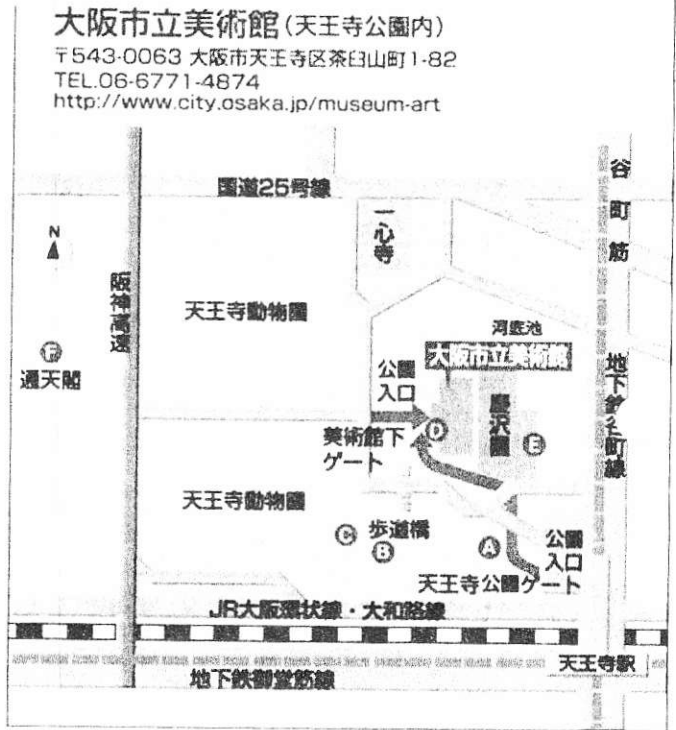 大阪市立美術館(天王寺公園内)
〒543-0063 大阪市天王寺区茶臼山町1-82
TEL.06-6771-4874
http://www.city.osaka.jp/museum-art
国道25号線
谷町筋
一心寺
N
阪神高速
天王寺動物園
河底池
F
通天閣
大阪市立美術館
公園
入口
地下鉄谷町線
慶沢園
D
美術館下
ゲート
E
天王寺動物園
C
歩道橋
B
A
公園
入口
天王寺公園ゲート
JR大阪環状線・大和路線
天王寺駅
地下鉄御堂筋線